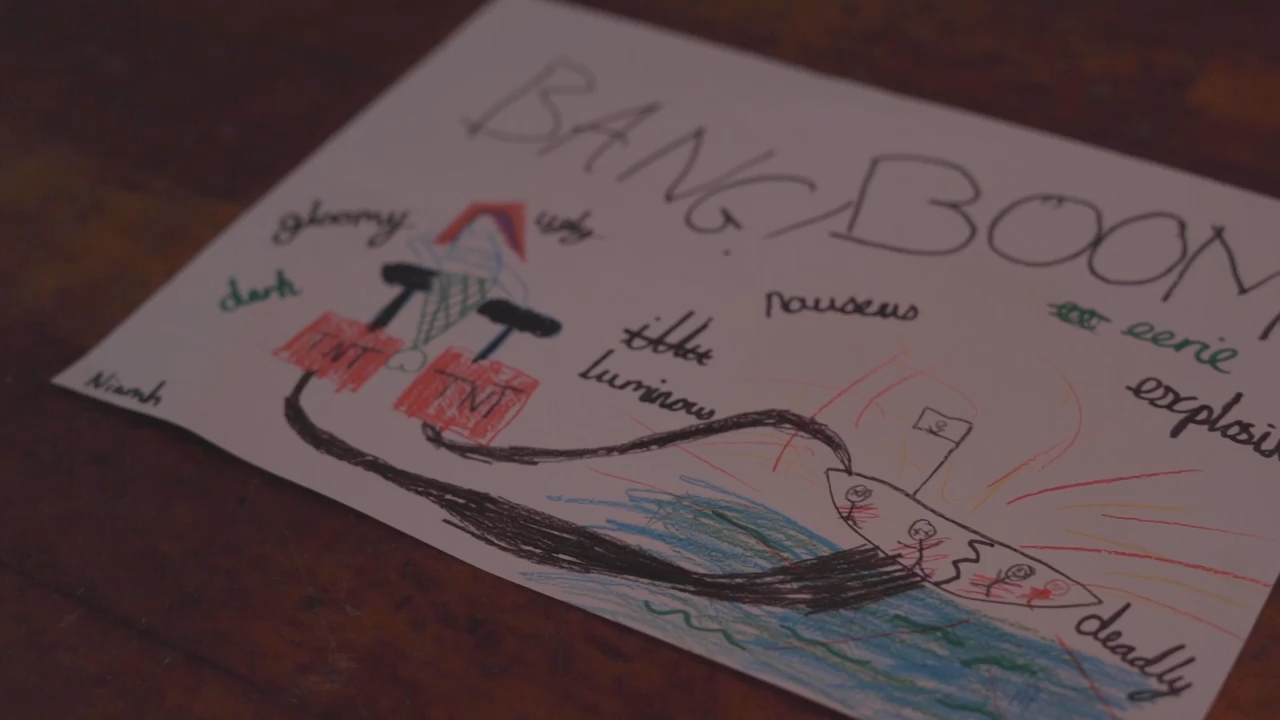 BANG, BOOM
gloomy
ugly
dark
TNT
TNT
Niamh
nauseus
luminous
eerie
explosi
deadly